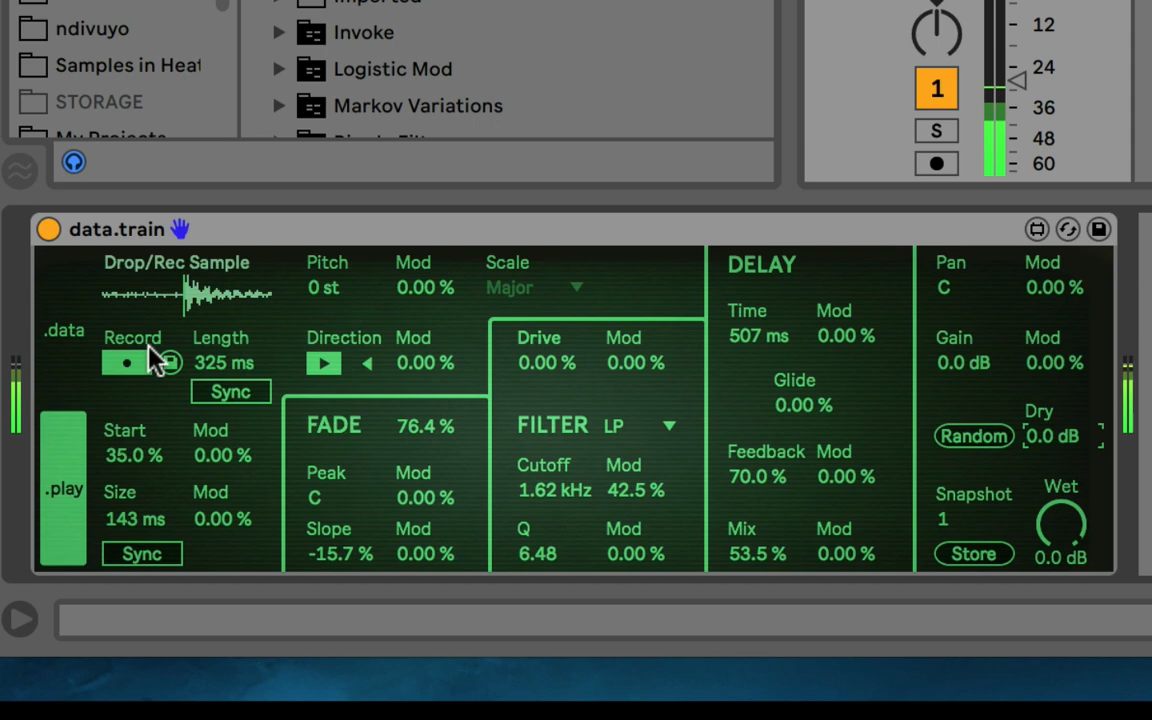 Imported
ndivuyo
Invoke
12
Samples in Heat
Logistic Mod
24
STORAGE
Markov Variations
1
36
My Projects
S
48
60
data.train
Drop/Rec Sample
Pitch
Mod
Scale
DELAY
Pan
Mod
0 st
0.00 %
Major
C
0.00 %
Time
Mod
.data
Record
Length
Direction
Mod
Drive
Mod
507 ms
0.00 %
Gain
Mod
325 ms
0.00 %
0.00 %
0.00 %
0.0 dB
0.00 %
Sync
Glide
0.00 %
Dry
FADE
76.4 %
FILTER
LP
Random
0.0 dB
Start
Mod
35.0 %
0.00 %
Feedback
Mod
Peak
Mod
Cutoff
Mod
70.0 %
0.00 %
.play
Size
Mod
C
0.00 %
1.62 kHz
42.5 %
Snapshot
Wet
143 ms
0.00 %
Slope
Mod
Q
Mod
Mix
Mod
1
Sync
-15.7 %
0.00 %
6.48
0.00 %
53.5 %
0.00 %
Store
0.0 dB